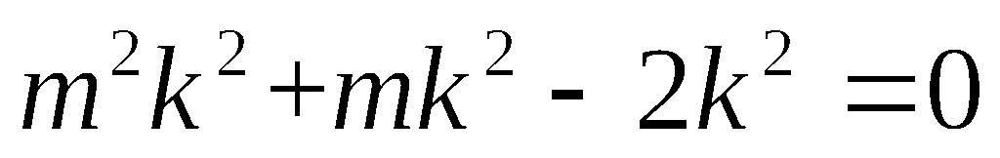 m²k² +mk² - 2k² =0